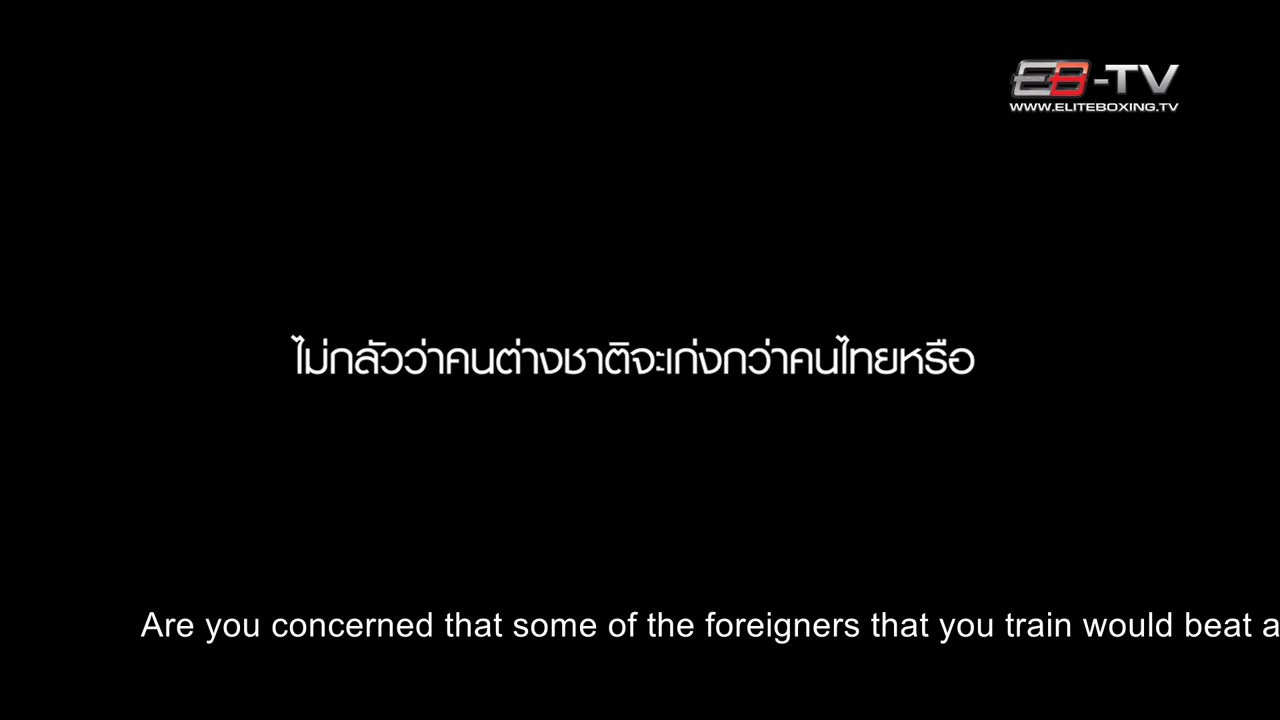 EB-TV
WWW.ELITEBOXING.TV
ไม่กลัวว่าคนต่างชาติจะเก่งกว่าคนไทยหรือ
Are you concerned that some of the foreigners that you train would beat a